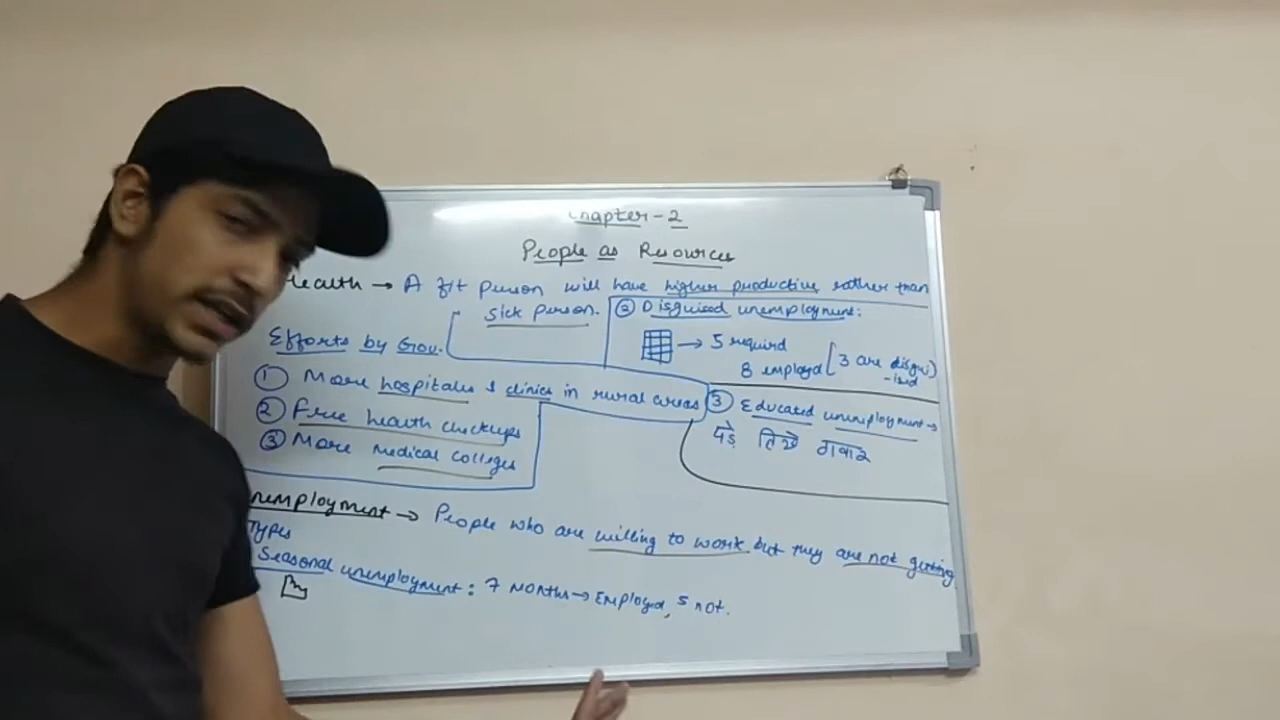 Chapter-2
People as Resources
Health → A fit person will have higher productive rather than
sick person.
Efforts by Gov.
① More hospitals & clinics in rural areas
② Free health checkups
③ More medical colleges
② Disguised unemployment:
→ 5 required
8 employed [3 are disgui
-ised)
③ Educated unemployment→
पढे लिखे गवार
nemployment → People who are willing to work but they are not getting
Types
Seasonal unemployment: 7 months → Employed, 5 not.